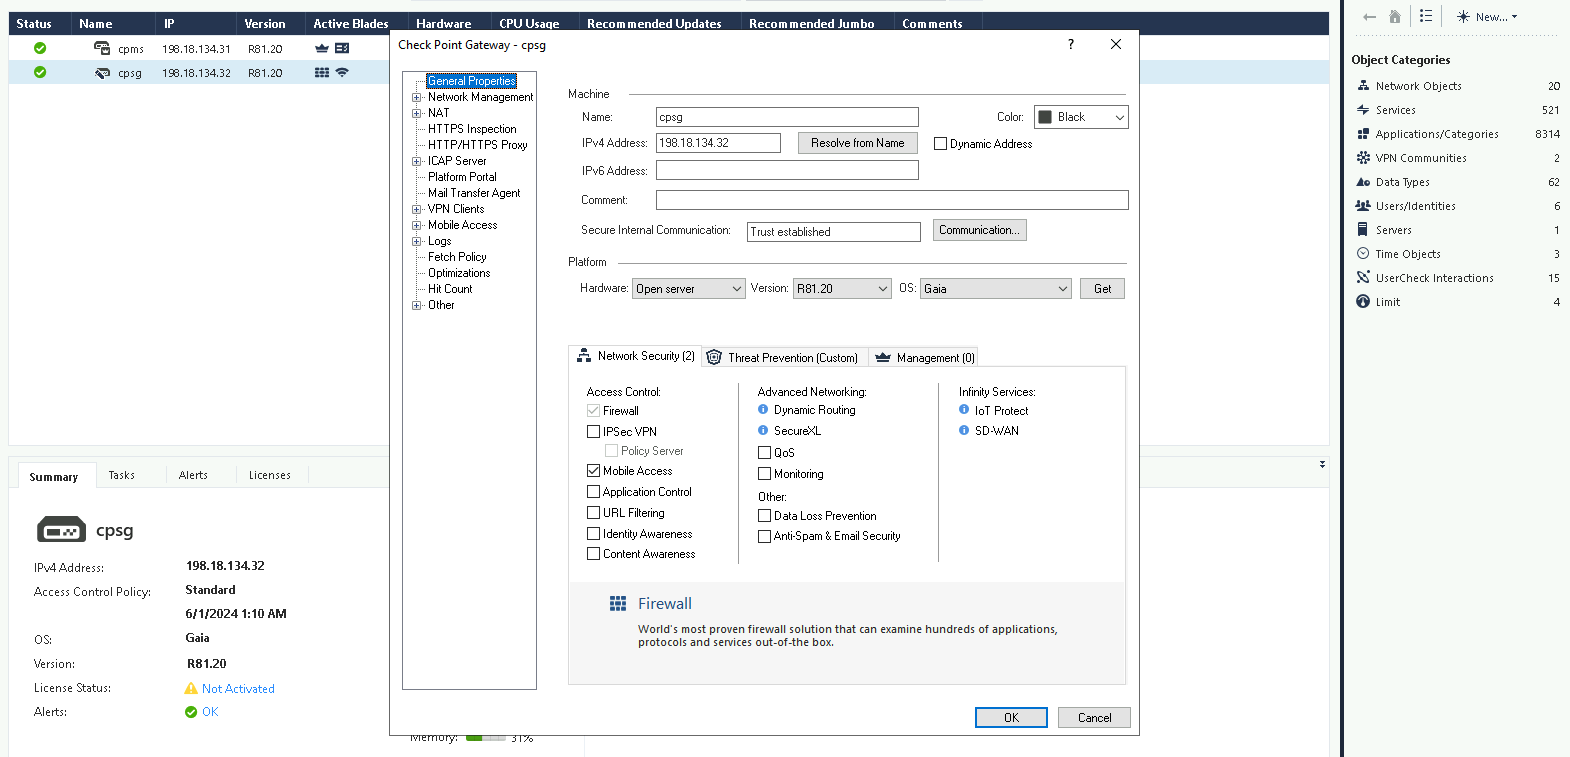 Status Name IP Version Active Blades Hardware CPU Usage Recommended Updates Recommended Jumbo Comments
cpms 198.18.134.31 R81.20
cpsg 198.18.134.32 R81.20
Check Point Gateway - cpsg ?
General Properties
Network Management
NAT
HTTPS Inspection
HTTP/HTTPS Proxy
ICAP Server
Platform Portal
Mail Transfer Agent
VPN Clients
Mobile Access
Logs
Fetch Policy
Optimizations
Hit Count
Other
Machine
Name: cpsg Color: Black
IPv4 Address: 198.18.134.32 Resolve from Name Dynamic Address
IPv6 Address:
Comment:
Secure Internal Communication: Trust established Communication...
Platform
Hardware: Open server Version: R81.20 OS: Gaia Get
Network Security (2) Threat Prevention (Custom) Management (0)
Access Control:
Firewall
IPSec VPN
Policy Server
Mobile Access
Application Control
URL Filtering
Identity Awareness
Content Awareness
Advanced Networking:
Dynamic Routing
SecureXL
QoS
Monitoring
Other:
Data Loss Prevention
Anti-Spam & Email Security
Infinity Services:
IoT Protect
SD-WAN
Firewall
World's most proven firewall solution that can examine hundreds of applications,
protocols and services out-of-the box.
OK Cancel
Summary Tasks Alerts Licenses
cpsg
IPv4 Address: 198.18.134.32
Access Control Policy: Standard
6/1/2024 1:10 AM
OS: Gaia
Version: R81.20
License Status: Not Activated
Alerts: OK
Memory: 31%
New...
Object Categories
Network Objects 20
Services 521
Applications/Categories 8314
VPN Communities 2
Data Types 62
Users/Identities 6
Servers 1
Time Objects 3
UserCheck Interactions 15
Limit 4